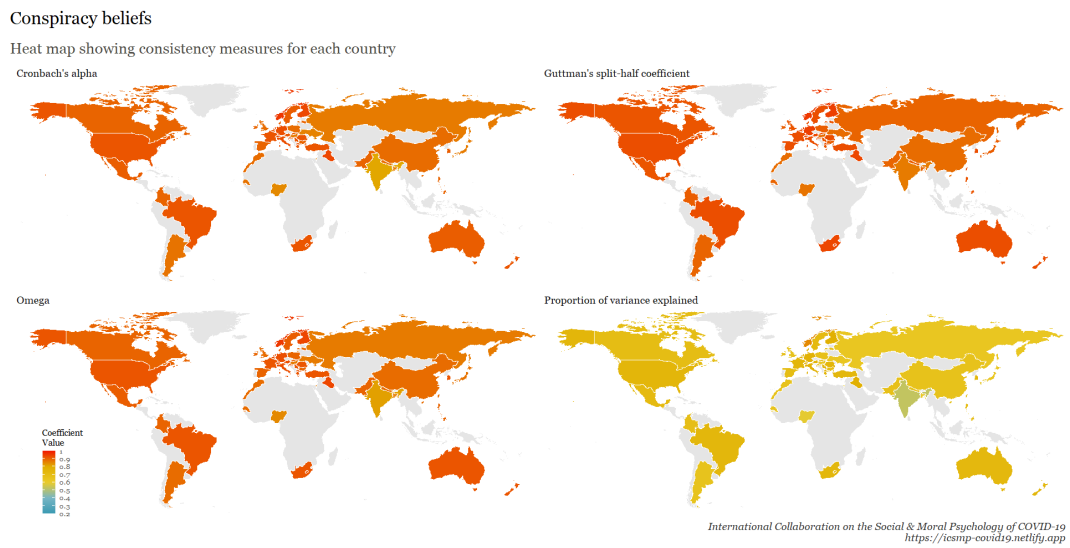 Conspiracy beliefs
Heat map showing consistency measures for each country
Cronbach's alpha
Guttman's split-half coefficient
Omega
Proportion of variance explained
Coefficient
Value
1
0.9
0.8
0.7
0.6
0.5
0.4
0.3
0.2
International Collaboration on the Social & Moral Psychology of COVID-19
https://icsmp-covid19.netlify.app